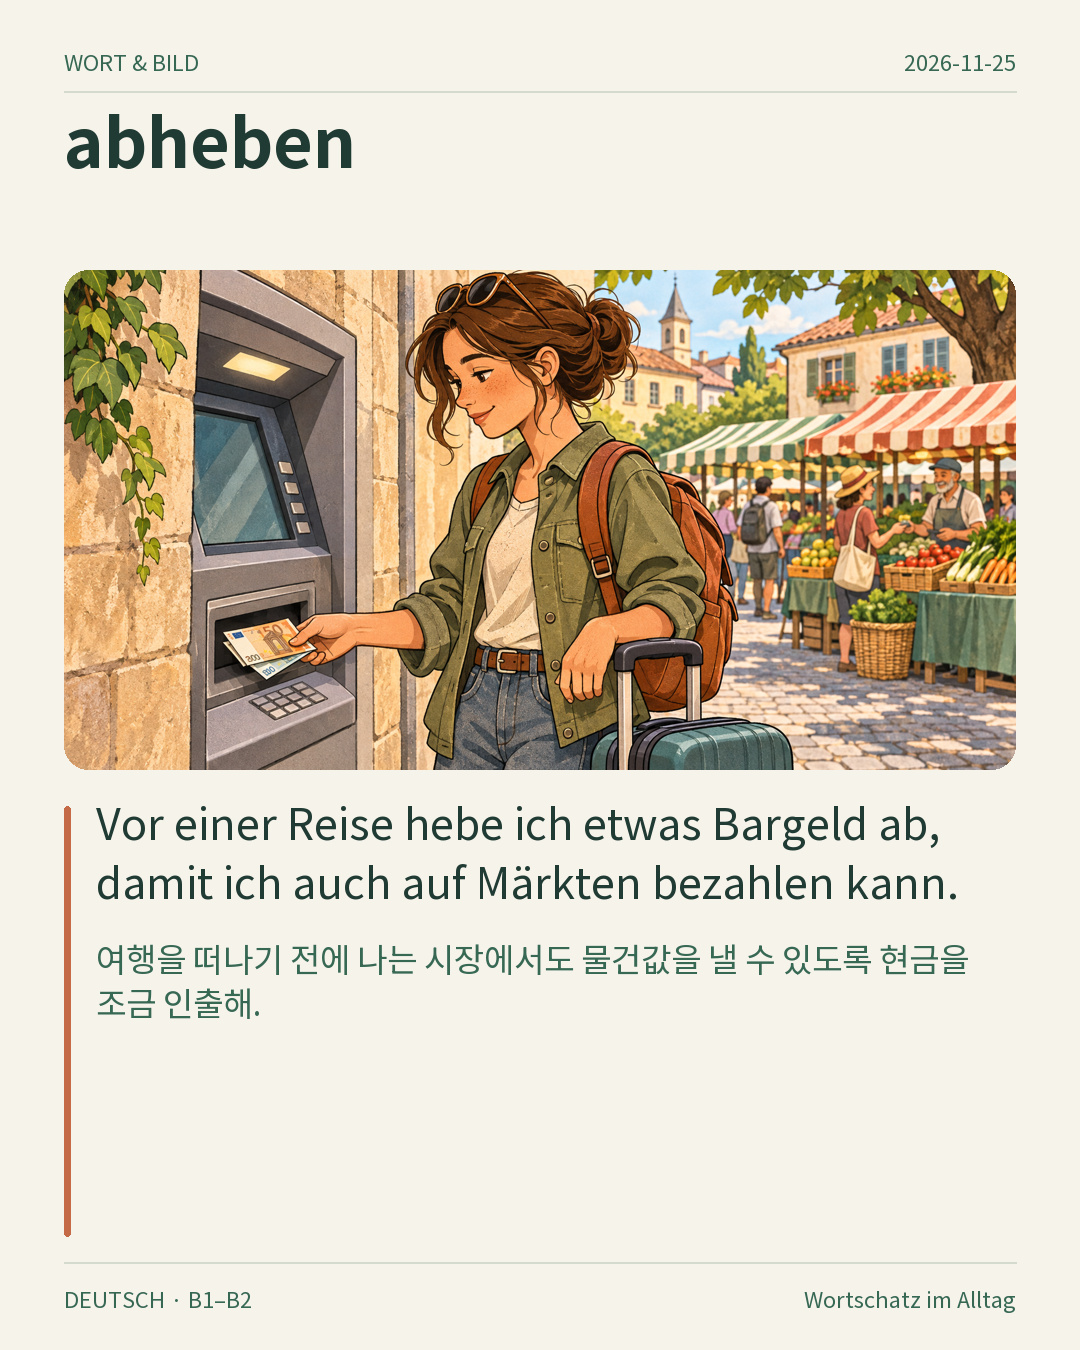 WORT & BILD
2026-11-25
abheben
Vor einer Reise hebe ich etwas Bargeld ab,
damit ich auch auf Märkten bezahlen kann.
여행을 떠나기 전에 나는 시장에서도 물건값을 낼 수 있도록 현금을
조금 인출해.
DEUTSCH · B1–B2
Wortschatz im Alltag